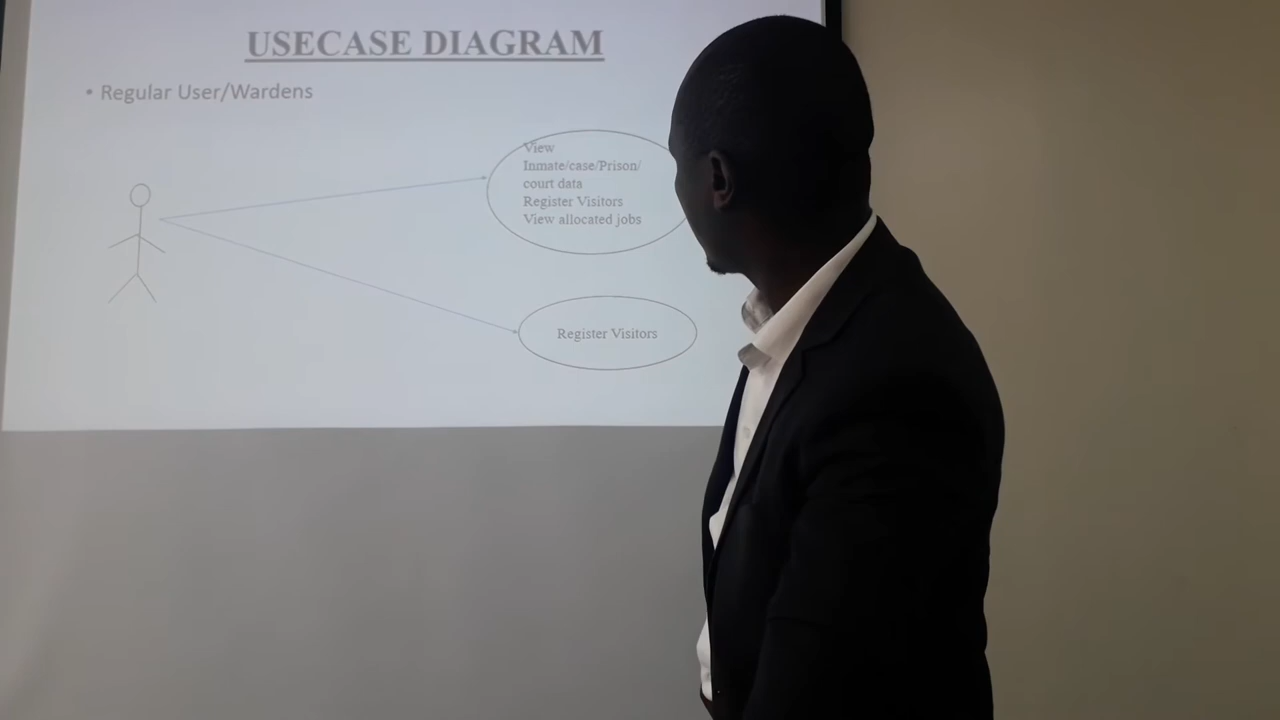 USECASE DIAGRAM
• Regular User/Wardens
View
Inmate/case/Prison/
court data
Register Visitors
View allocated jobs
Register Visitors